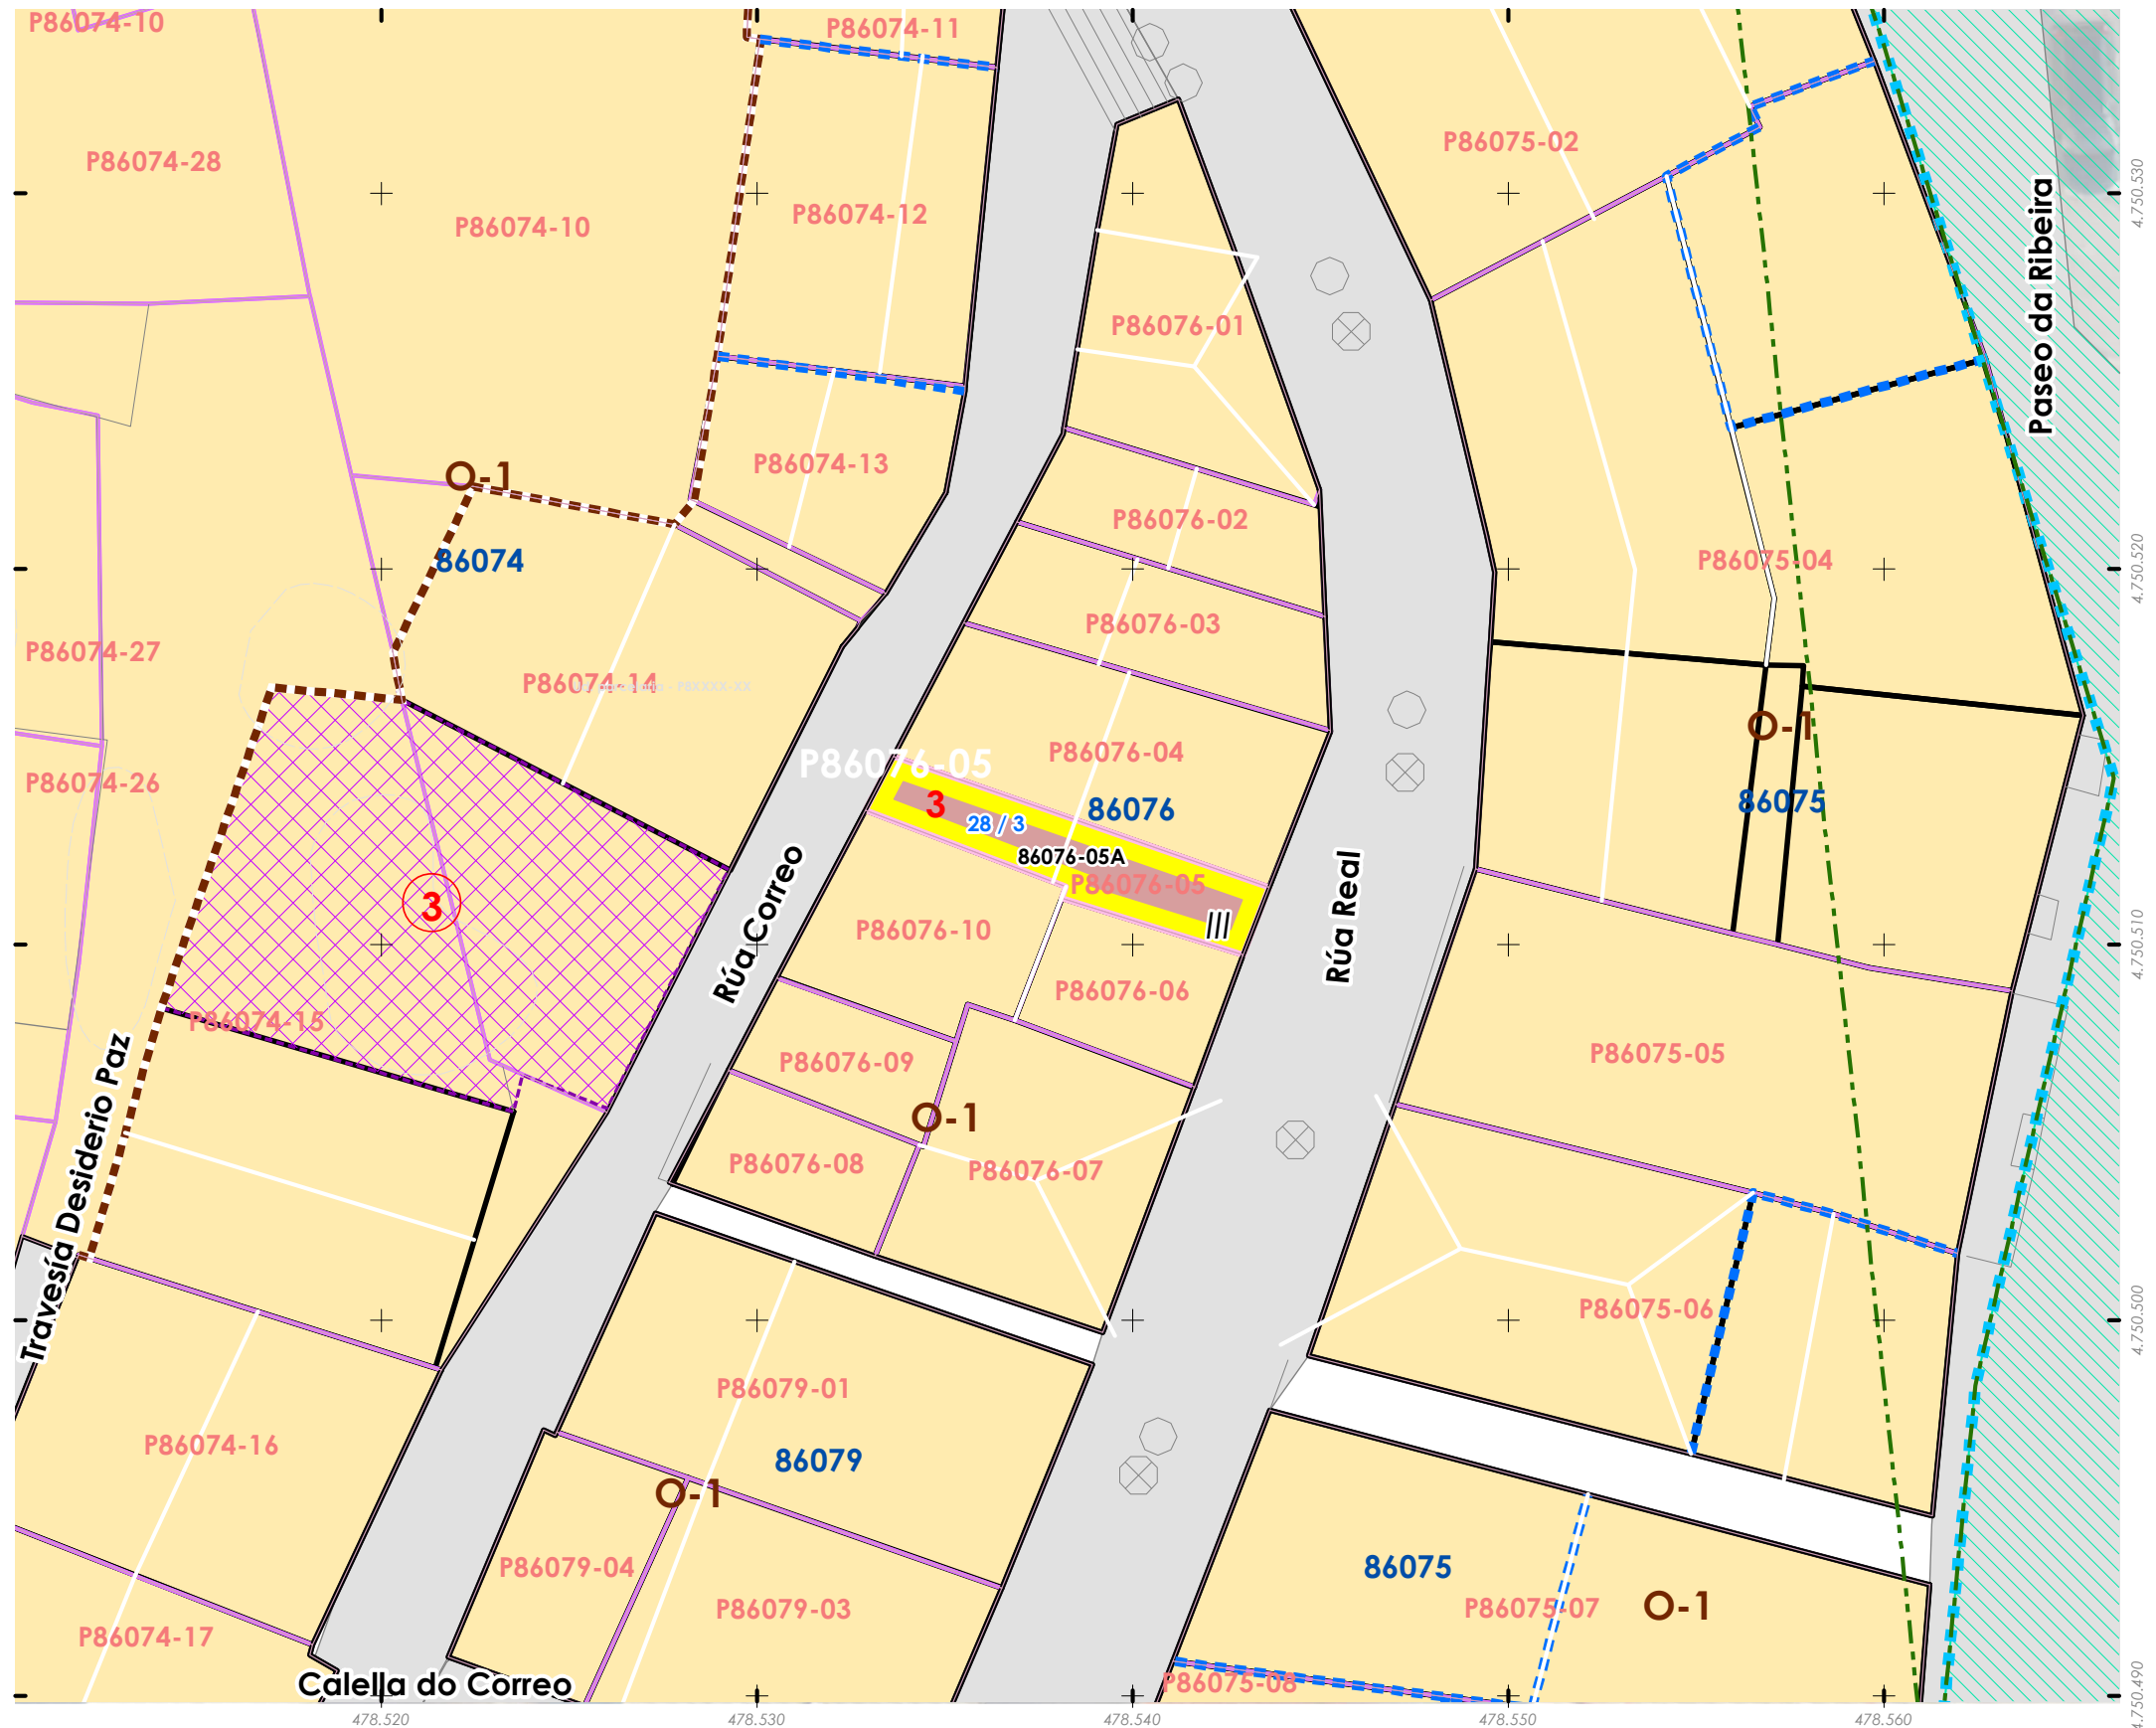 P86074-10
P86074-11
P86075-02
P86074-28
P86074-12
P86074-10
Paseo da Ribeira
4.750.530
P86076-01
P86074-13
O-1
86074
P86076-02
P86075-04
4.750.520
P86076-03
P86074-27
P86074-14
P86076-04
O-1
P86076-05
P86074-26
3
28 / 3
86076
86075
86076-05A
P86076-05
III
3
Rúa Correo
Rúa Real
P86076-10
4.750.510
P86076-06
P86074-15
P86076-09
P86075-05
O-1
P86076-08
P86076-07
Travesía Desiderio Paz
P86075-06
4.750.500
P86079-01
P86074-16
86079
O-1
P86079-04
86075
P86079-03
P86075-07
O-1
P86074-17
Calella do Correo
P86075-08
4.750.490
478.520
478.530
478.540
478.550
478.560